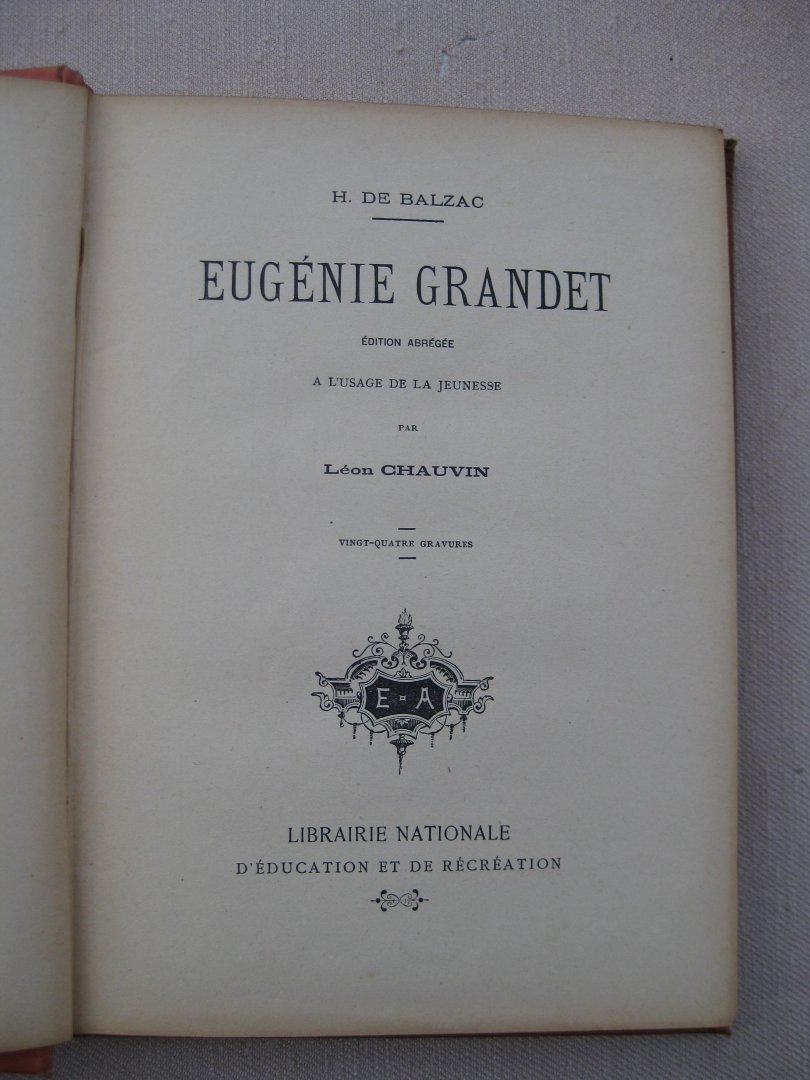 H. DE BALZAC
EUGÉNIE GRANDET
ÉDITION ABRÉGÉE
A L'USAGE DE LA JEUNESSE
PAR
Léon CHAUVIN
VINGT-QUATRE GRAVURES
E-A
LIBRAIRIE NATIONALE
D'ÉDUCATION ET DE RÉCRÉATION